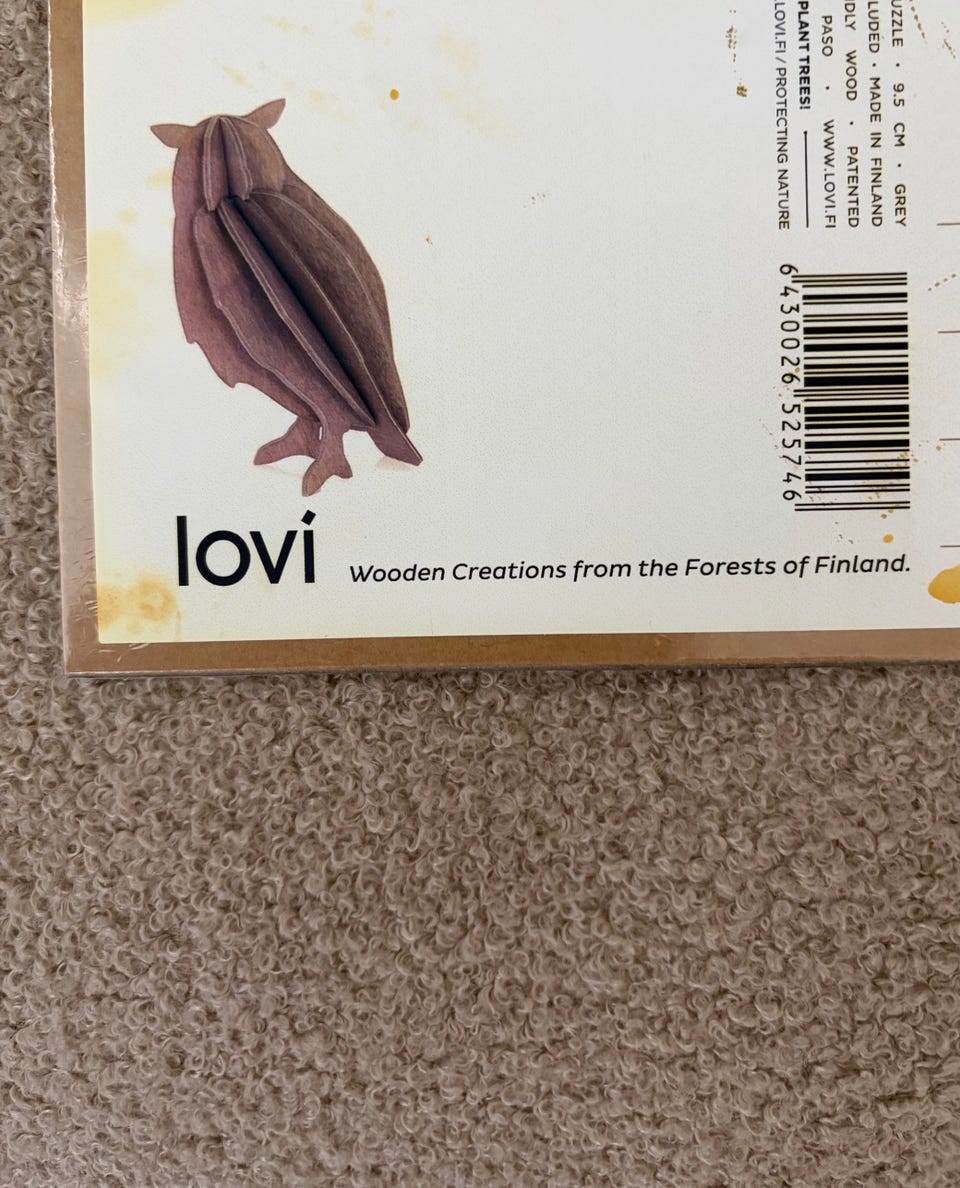 UZZLE • 9.5 CM • GREY
LUDED • MADE IN FINLAND
DLY WOOD • PATENTED
PASO • WWW.LOVI.FI
PLANT TREES!
LOVI.FI / PROTECTING NATURE
6 430026 525746
lovi
Wooden Creations from the Forests of Finland.